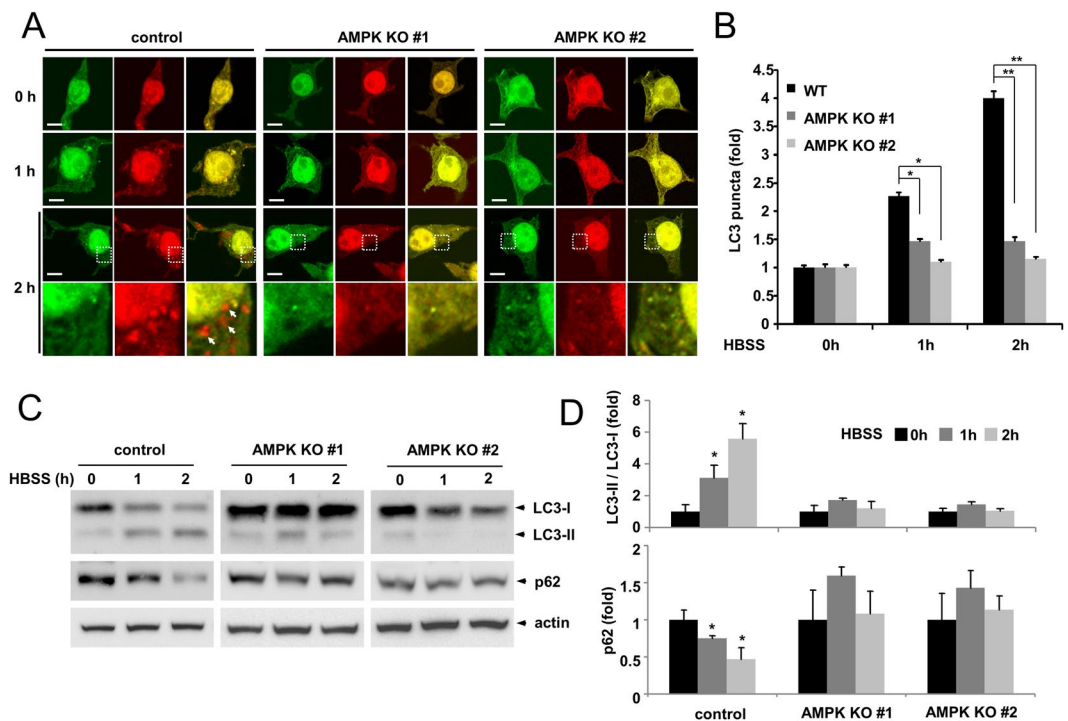 A
control AMPK KO #1 AMPK KO #2
0 h
1 h
2 h
B
LC3 puncta (fold)
4.5
4
3.5
3
2.5
2
1.5
1
0.5
0
WT
AMPK KO #1
AMPK KO #2
* *
** **
HBSS 0h 1h 2h
C
control AMPK KO #1 AMPK KO #2
HBSS (h) 0 1 2 0 1 2 0 1 2
LC3-I
LC3-II
p62
actin
D
LC3-II / LC3-I (fold)
8
6
4
2
0
* *
HBSS 0h 1h 2h
p62 (fold)
2
1.5
1
0.5
0
* *
control AMPK KO #1 AMPK KO #2